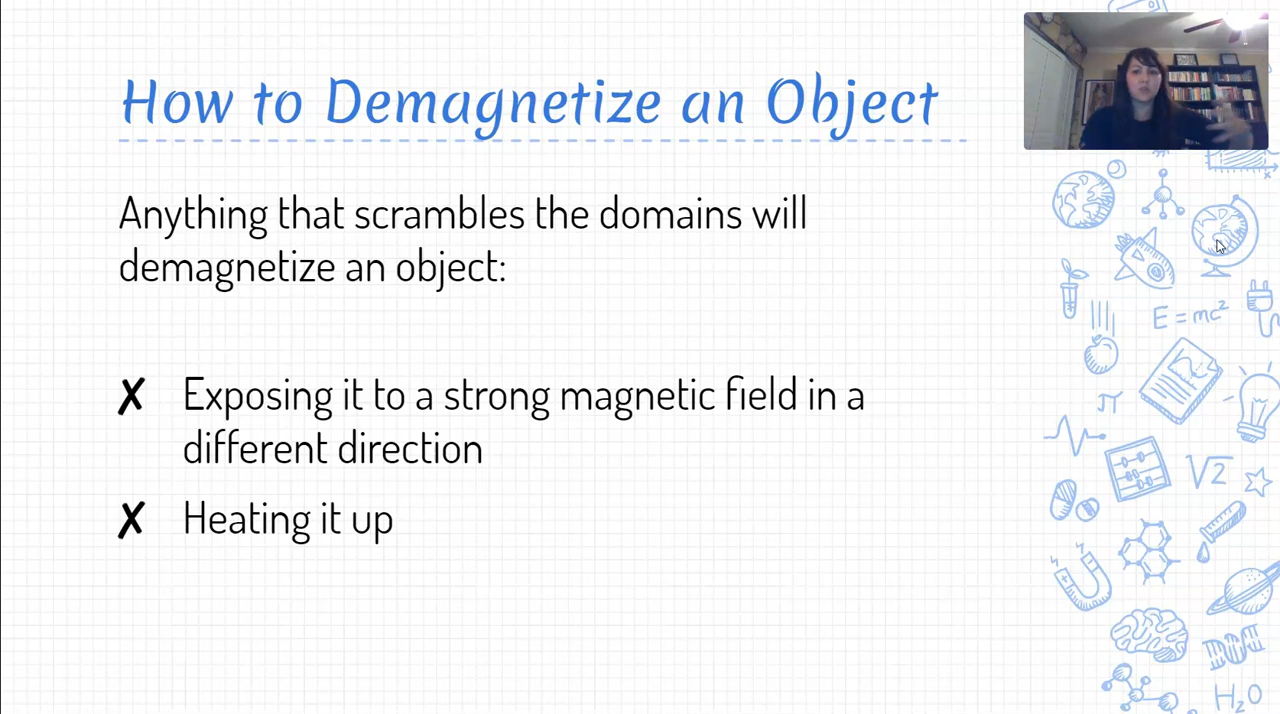 How to Demagnetize an Object
Anything that scrambles the domains will
demagnetize an object:
✗ Exposing it to a strong magnetic field in a
different direction
✗ Heating it up
E = mc²
π
√2
H₂O